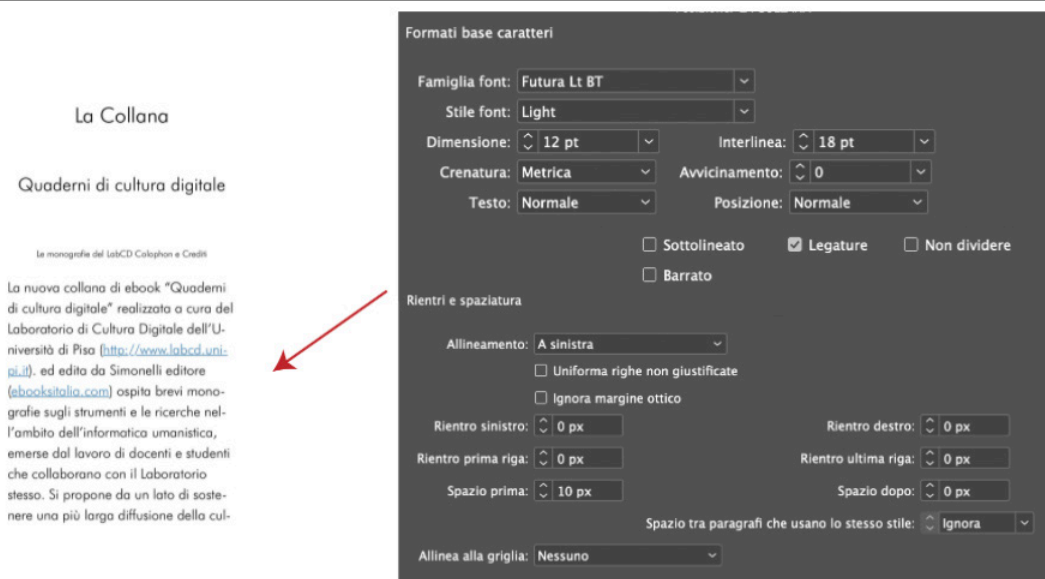 La Collana
Quaderni di cultura digitale
Le monografie del LabCD Colophon e Crediti
La nuova collana di ebook “Quaderni
di cultura digitale” realizzata a cura del
Laboratorio di Cultura Digitale dell’U-
niversità di Pisa (http://www.labcd.uni-
pi.it). ed edita da Simonelli editore
(ebooksitalia.com) ospita brevi mono-
grafie sugli strumenti e le ricerche nel-
l’ambito dell’informatica umanistica,
emerse dal lavoro di docenti e studenti
che collaborano con il Laboratorio
stesso. Si propone da un lato di soste-
nere una più larga diffusione della cul-
Formati base caratteri
Famiglia font: Futura Lt BT
Stile font: Light
Dimensione: 12 pt Interlinea: 18 pt
Crenatura: Metrica Avvicinamento: 0
Testo: Normale Posizione: Normale
Sottolineato Legature Non dividere
Barrato
Rientri e spaziatura
Allineamento: A sinistra
Uniforma righe non giustificate
Ignora margine ottico
Rientro sinistro: 0 px Rientro destro: 0 px
Rientro prima riga: 0 px Rientro ultima riga: 0 px
Spazio prima: 10 px Spazio dopo: 0 px
Spazio tra paragrafi che usano lo stesso stile: Ignora
Allinea alla griglia: Nessuno